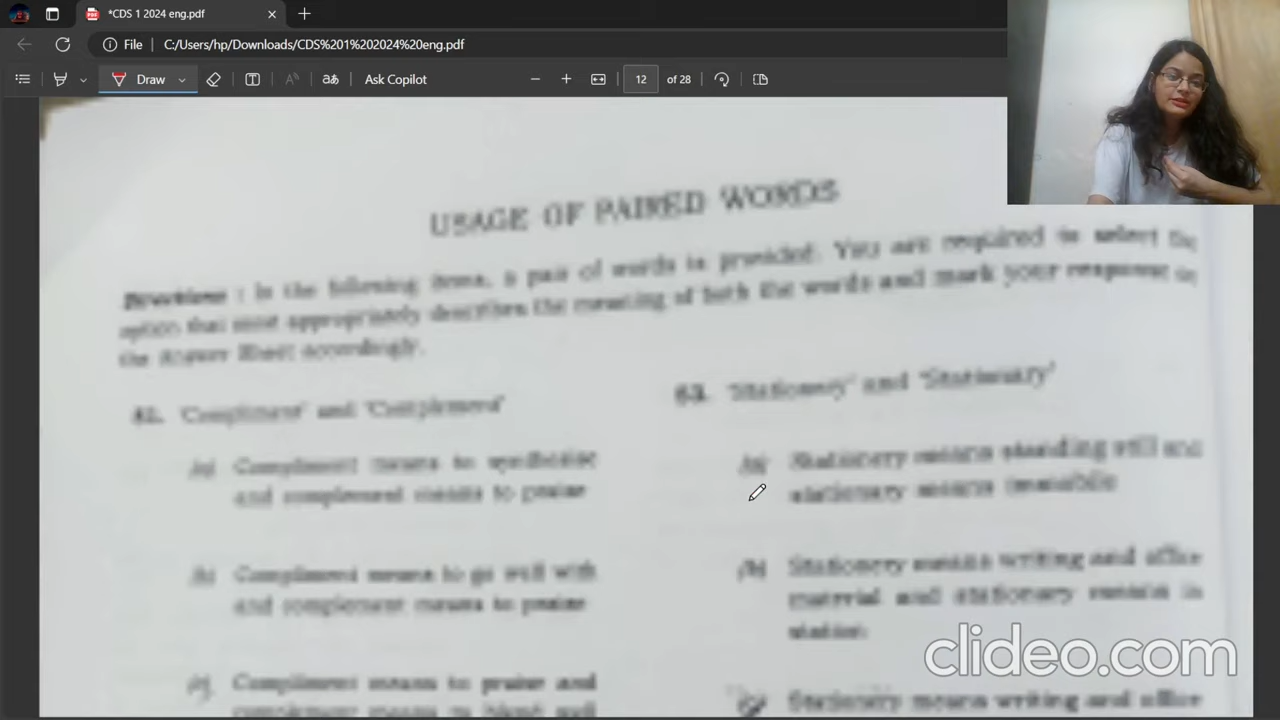 *CDS 1 2024 eng.pdf
File C:/Users/hp/Downloads/CDS%201%202024%20eng.pdf
Draw
aあ
Ask Copilot
12 of 28
USAGE OF PAIRED WORDS
Directions : In the following items, a pair of words is provided. You are required to select the
option that most appropriately describes the meaning of both the words and mark your response in
the Answer Sheet accordingly.
'Compliment' and 'Complement'
(a) Compliment means to synthesise
and complement means to praise
(b) Compliment means to go well with
and complement means to praise
(c) Compliment means to praise and
complement means to blend well
63. 'Stationery' and 'Stationary'
(a) Stationery means standing still and
stationary means immobile
(b) Stationery means writing and office
material and stationary means
(c) Stationery means writing and office
clideo.com